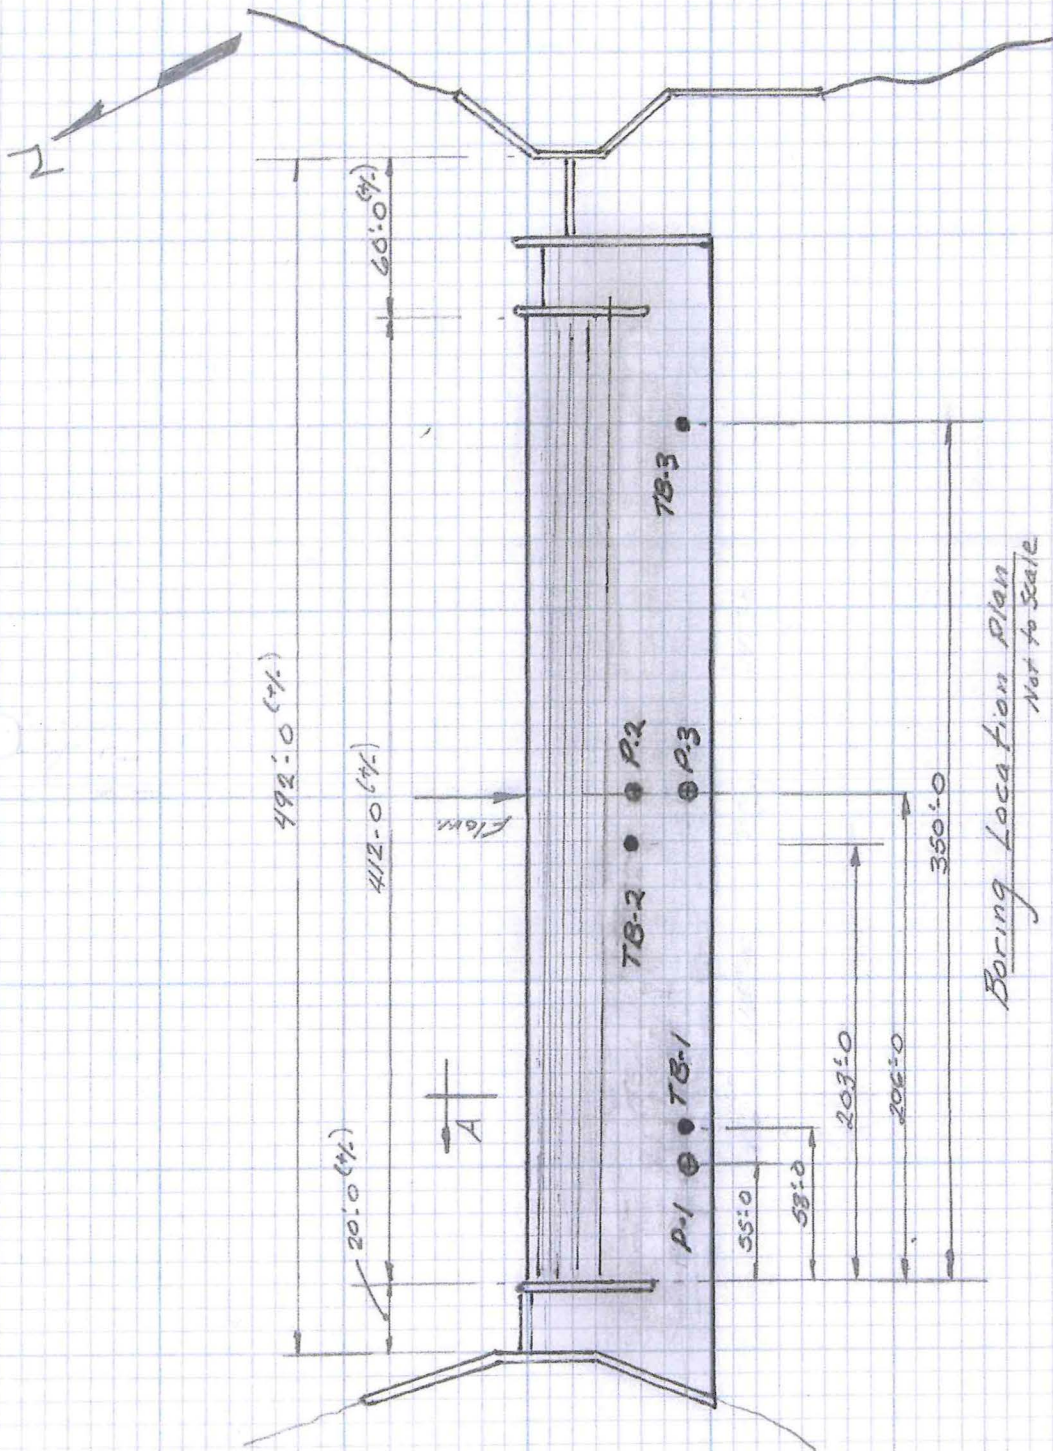 N
492'-0 (+/-)
20'-0 (+/-)
412'-0 (+/-)
60'-0 (+/-)
A
Flow
P-1
TB-1
TB-2
P-2
P-3
TB-3
55'-0
58'-0
203'-0
206'-0
350'-0
Boring Location Plan
Not to Scale